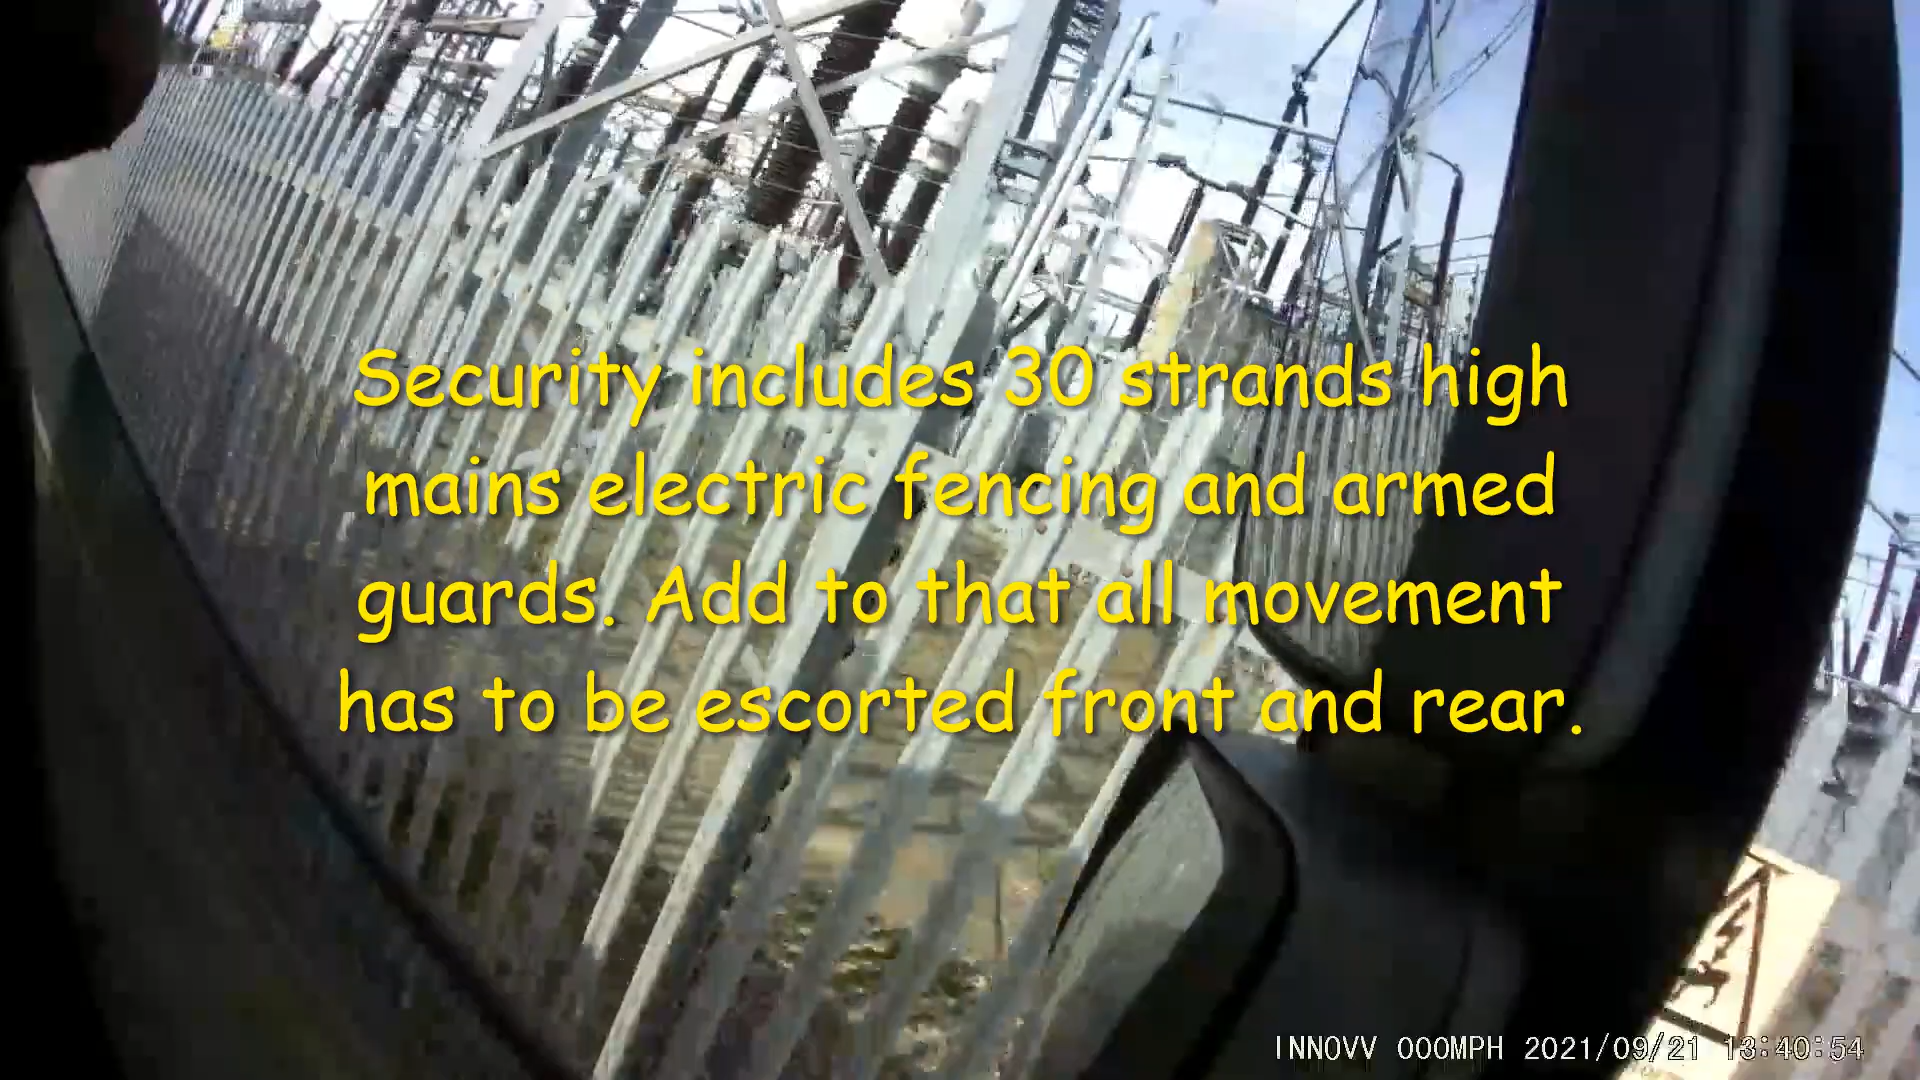 Security includes 30 strands high
mains electric fencing and armed
guards. Add to that all movement
has to be escorted front and rear.
INNOVV 000MPH 2021/09/21 13:40:54